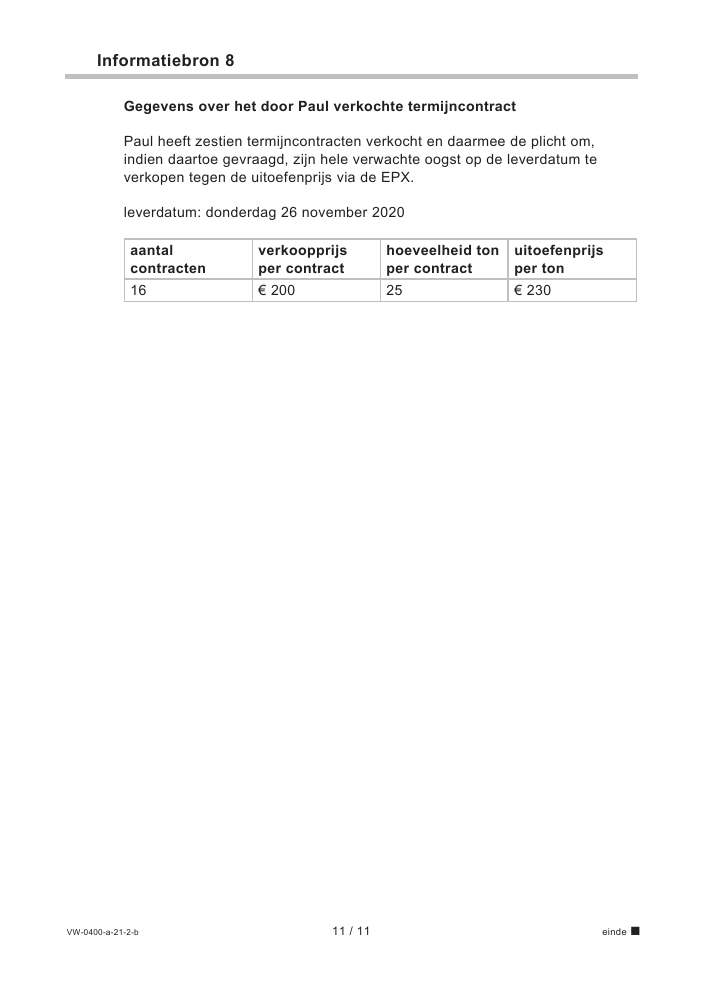 Informatiebron 8
Gegevens over het door Paul verkochte termijncontract
Paul heeft zestien termijncontracten verkocht en daarmee de plicht om,
indien daartoe gevraagd, zijn hele verwachte oogst op de leverdatum te
verkopen tegen de uitoefenprijs via de EPX.
leverdatum: donderdag 26 november 2020
aantal contracten | verkoopprijs per contract | hoeveelheid ton per contract | uitoefenprijs per ton
16 | € 200 | 25 | € 230
VW-0400-a-21-2-b 11 / 11 einde